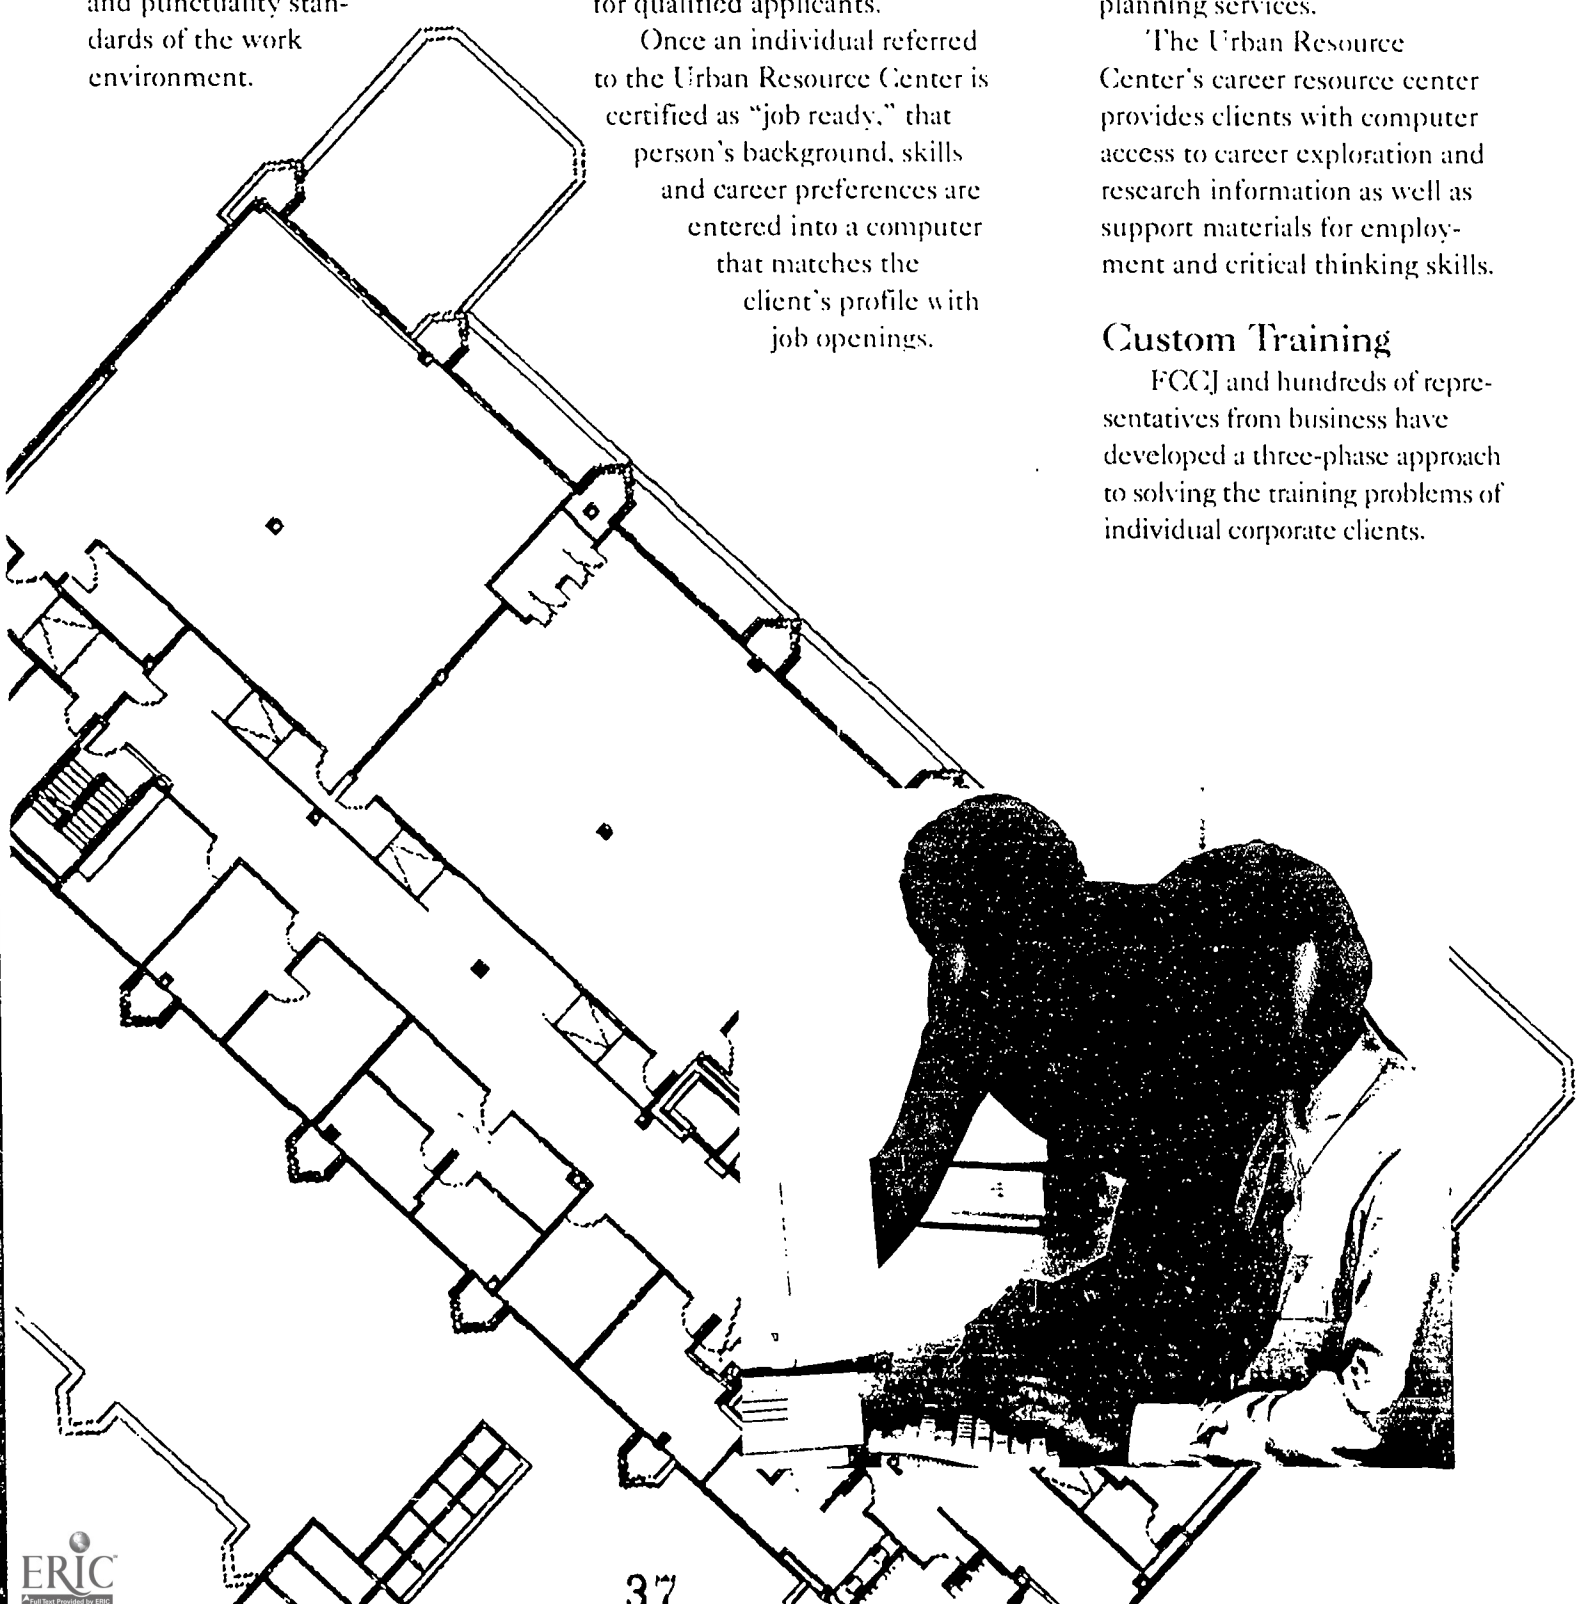 and punctuality stan-
dards of the work
environment.
for qualified applicants.
Once an individual referred
to the Urban Resource Center is
certified as “job ready,” that
person’s background, skills
and career preferences are
entered into a computer
that matches the
client’s profile with
job openings.
planning services.
The Urban Resource
Center’s career resource center
provides clients with computer
access to career exploration and
research information as well as
support materials for employ-
ment and critical thinking skills.
Custom Training
FCCJ and hundreds of repre-
sentatives from business have
developed a three-phase approach
to solving the training problems of
individual corporate clients.
ERIC
Full Text Provided by ERIC
37